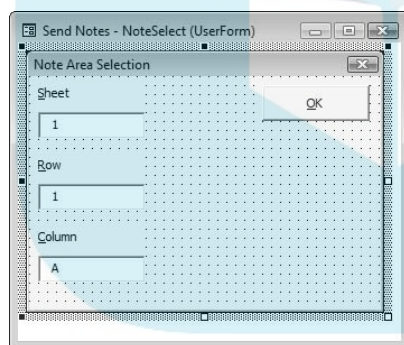 Send Notes - NoteSelect (UserForm)
Note Area Selection
Sheet
OK
1
Row
1
Column
A